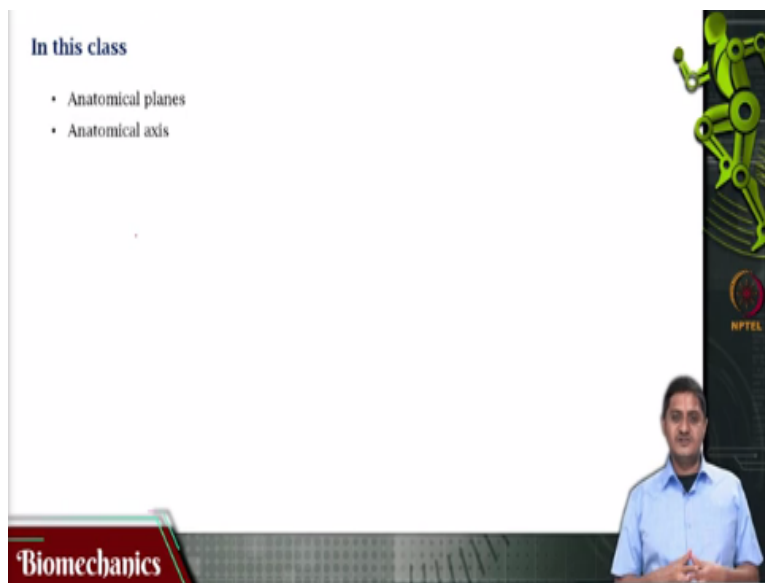 In this class
• Anatomical planes
• Anatomical axis
NPTEL
Biomechanics